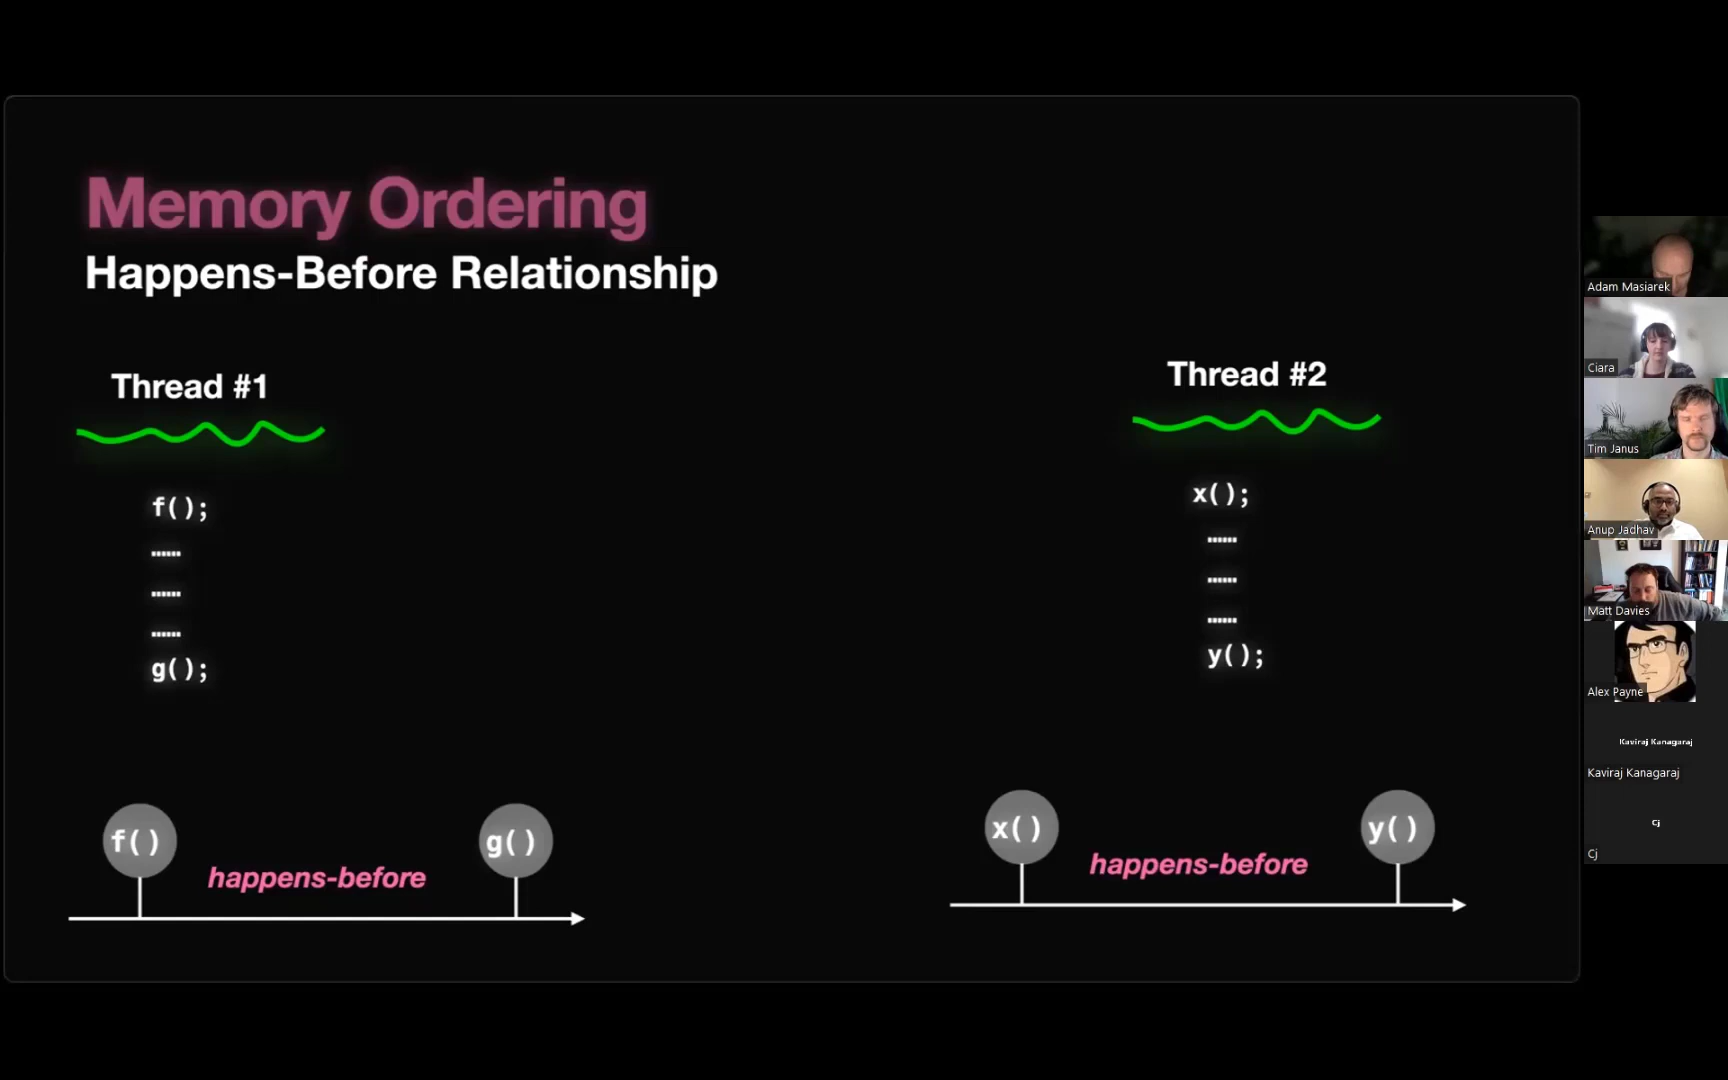 Memory Ordering
Happens-Before Relationship
Thread #1
f();
......
......
......
g();
f()
happens-before
g()
Thread #2
x();
......
......
......
y();
x()
happens-before
y()
Adam Masiarek
Ciara
Tim Janus
Anup Jadhav
Matt Davies
Alex Payne
Kaviraj Kanagaraj
Kaviraj Kanagaraj
Cj
Cj